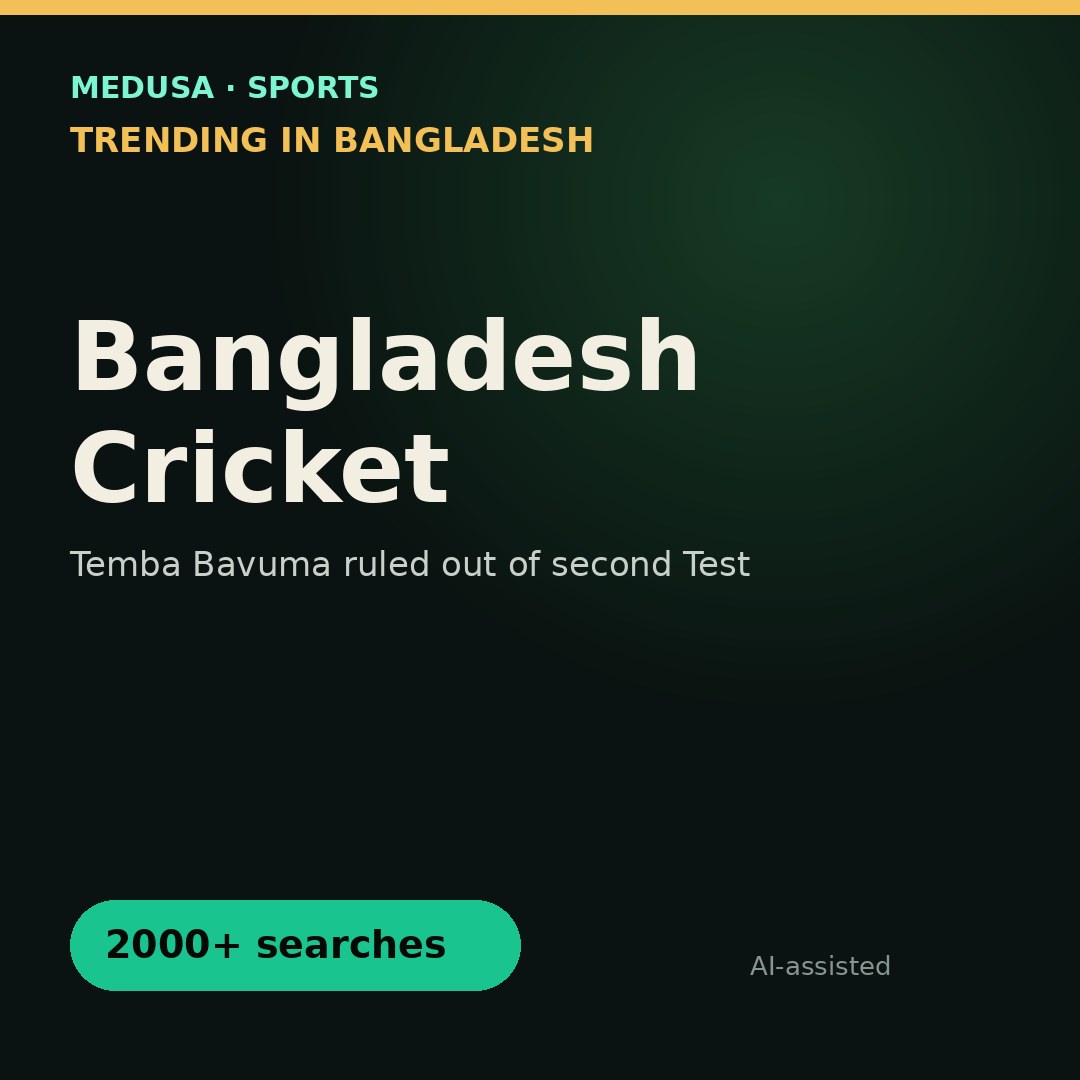 MEDUSA · SPORTS
TRENDING IN BANGLADESH
Bangladesh
Cricket
Temba Bavuma ruled out of second Test
2000+ searches
AI-assisted